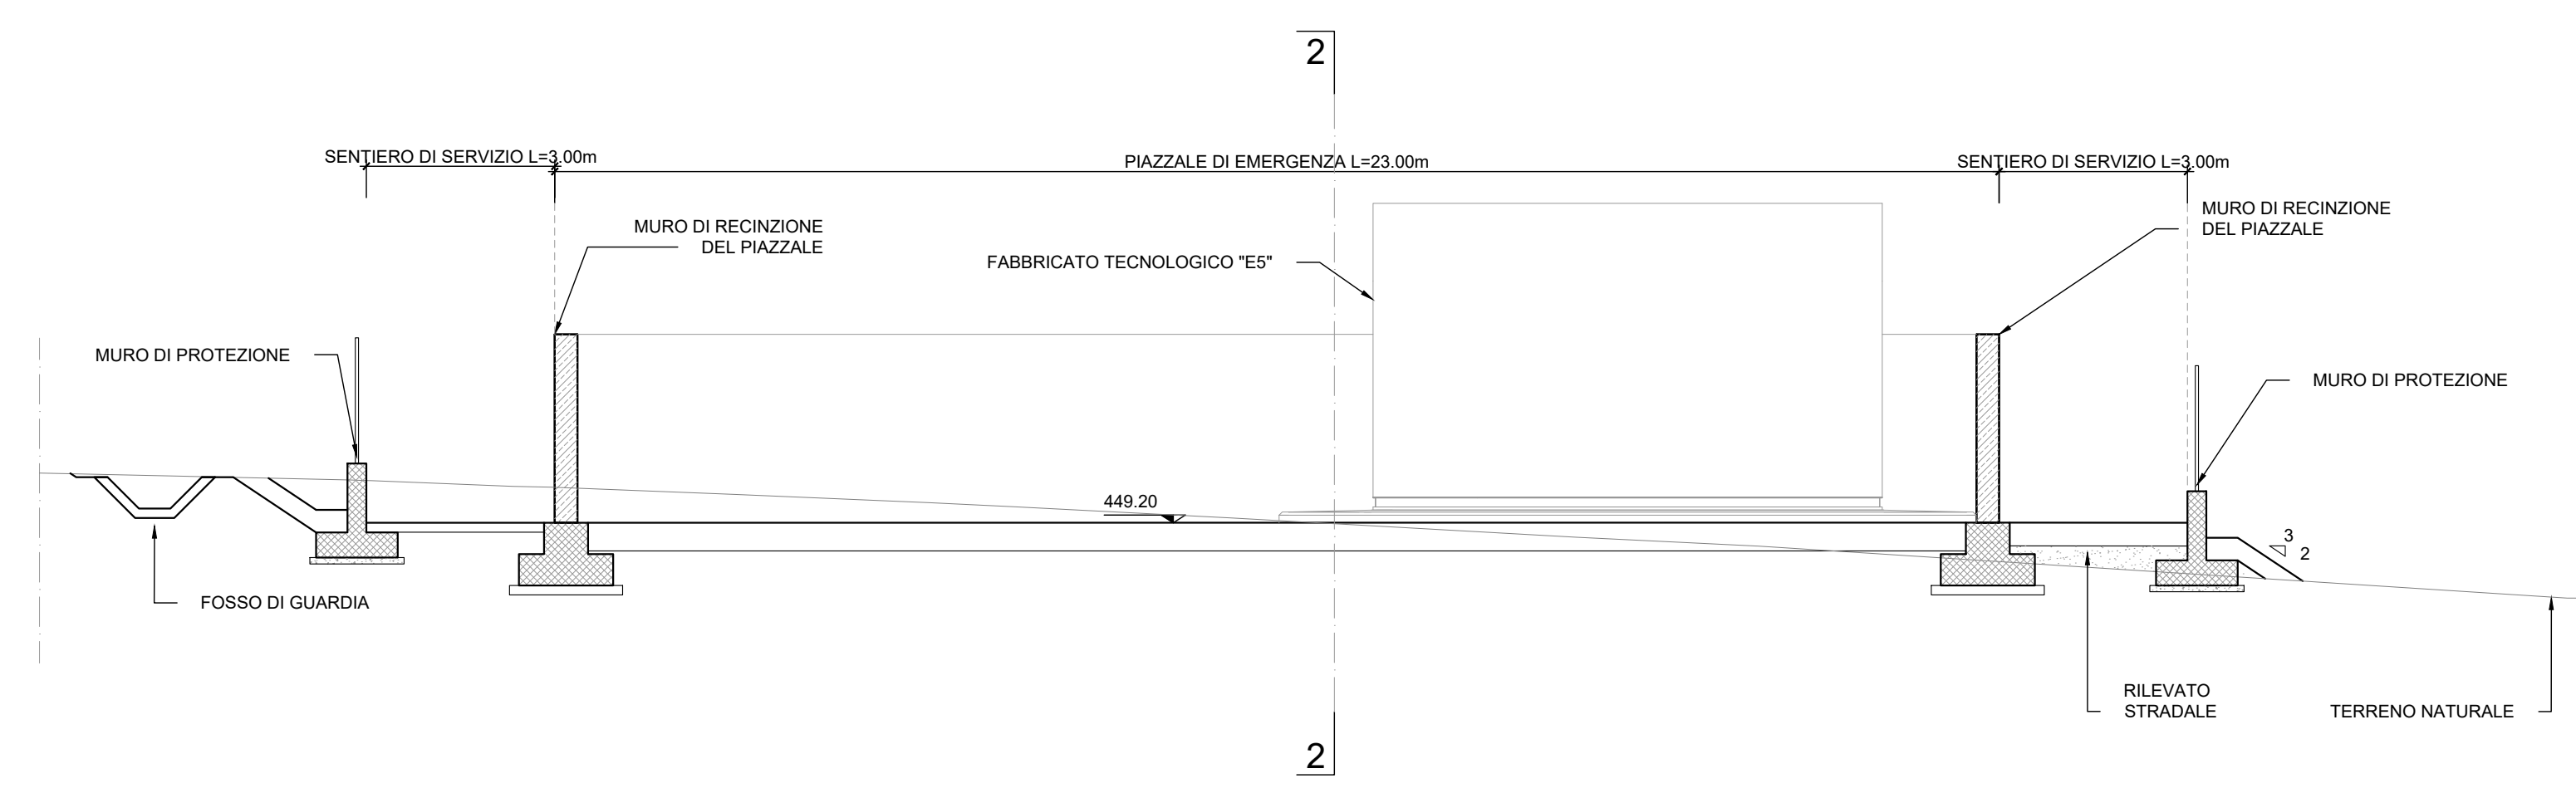 2
SENTIERO DI SERVIZIO L=3.00m
PIAZZALE DI EMERGENZA L=23.00m
SENTIERO DI SERVIZIO L=3.00m
MURO DI RECINZIONE
DEL PIAZZALE
MURO DI RECINZIONE
DEL PIAZZALE
FABBRICATO TECNOLOGICO "E5"
MURO DI PROTEZIONE
MURO DI PROTEZIONE
449.20
3
2
FOSSO DI GUARDIA
RILEVATO
STRADALE
TERRENO NATURALE
2